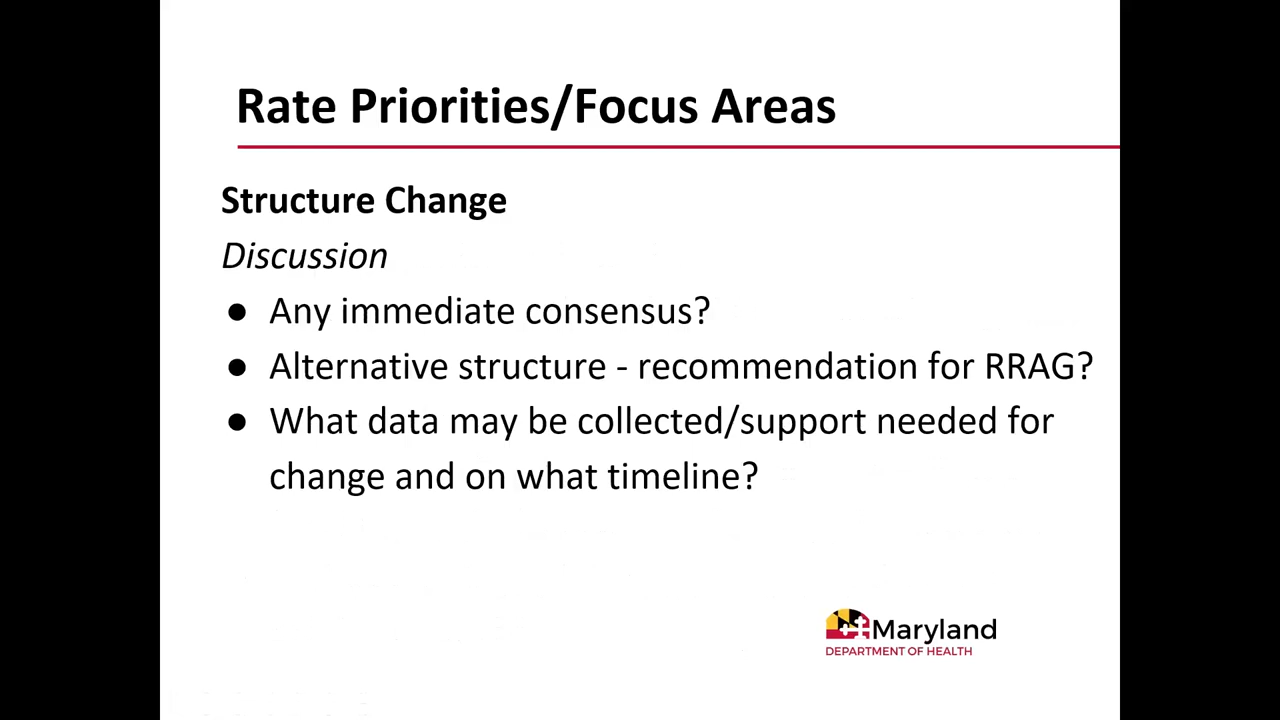 Rate Priorities/Focus Areas
Structure Change
Discussion
● Any immediate consensus?
● Alternative structure - recommendation for RRAG?
● What data may be collected/support needed for
change and on what timeline?
Maryland
DEPARTMENT OF HEALTH